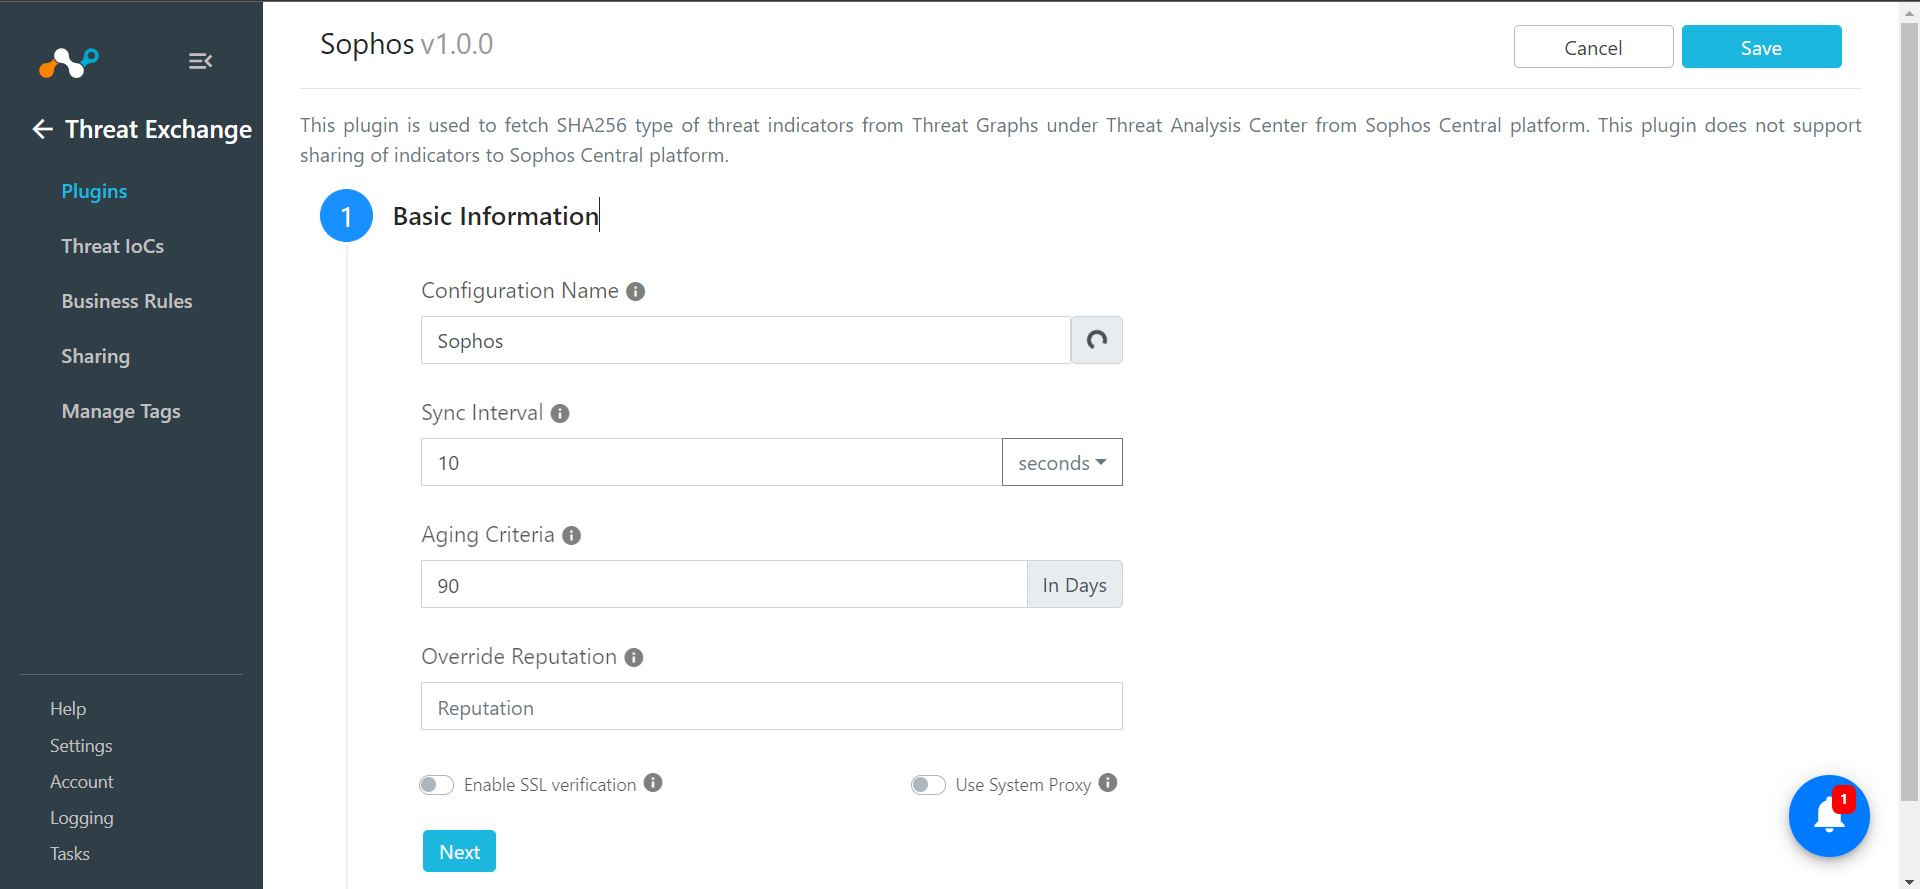 Threat Exchange
Plugins
Threat IoCs
Business Rules
Sharing
Manage Tags
Help
Settings
Account
Logging
Tasks
Sophos v1.0.0
Cancel
Save
This plugin is used to fetch SHA256 type of threat indicators from Threat Graphs under Threat Analysis Center from Sophos Central platform. This plugin does not support
sharing of indicators to Sophos Central platform.
1 Basic Information
Configuration Name
Sophos
Sync Interval
10 seconds
Aging Criteria
90 In Days
Override Reputation
Reputation
Enable SSL verification Use System Proxy
Next
1